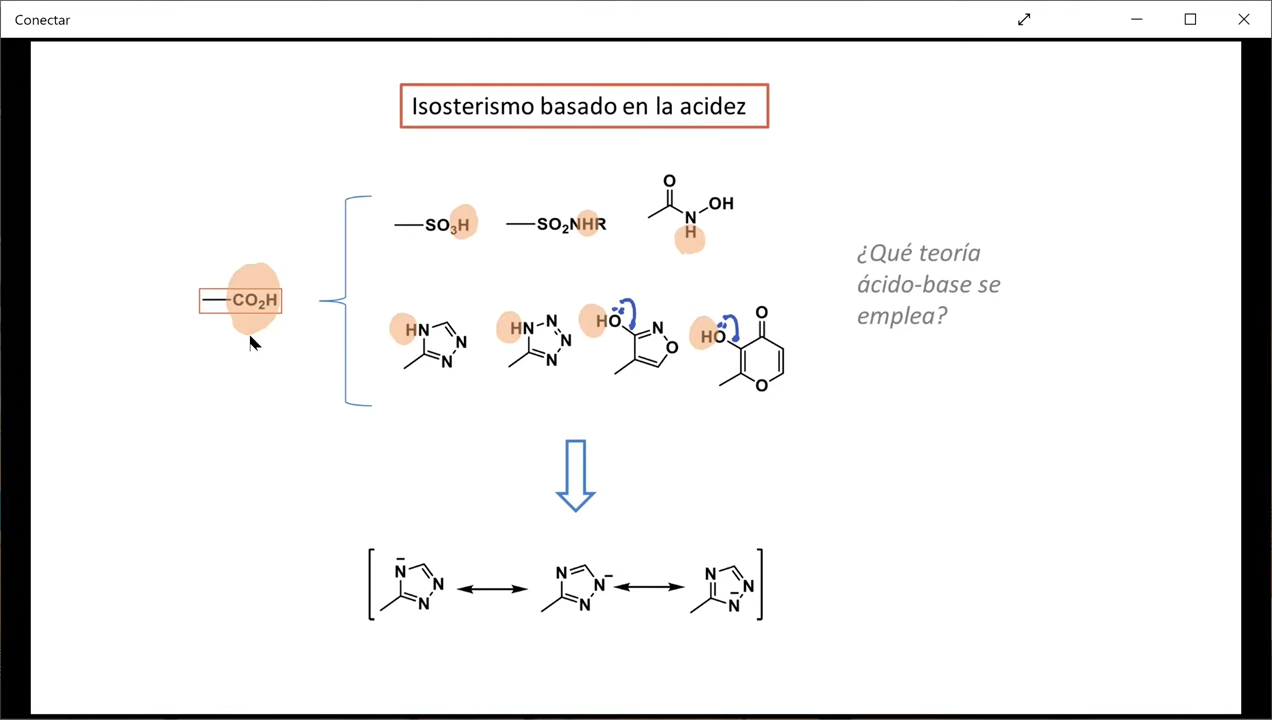 Conectar
Isosterismo basado en la acidez
SO3H
SO2NHR
O
OH
N
H
CO2H
¿Qué teoría
ácido-base se
emplea?
HN
N
N
HN
N
N
N
HO
N
O
HO
O
O
N
N
N
N
N
N
N
N
N